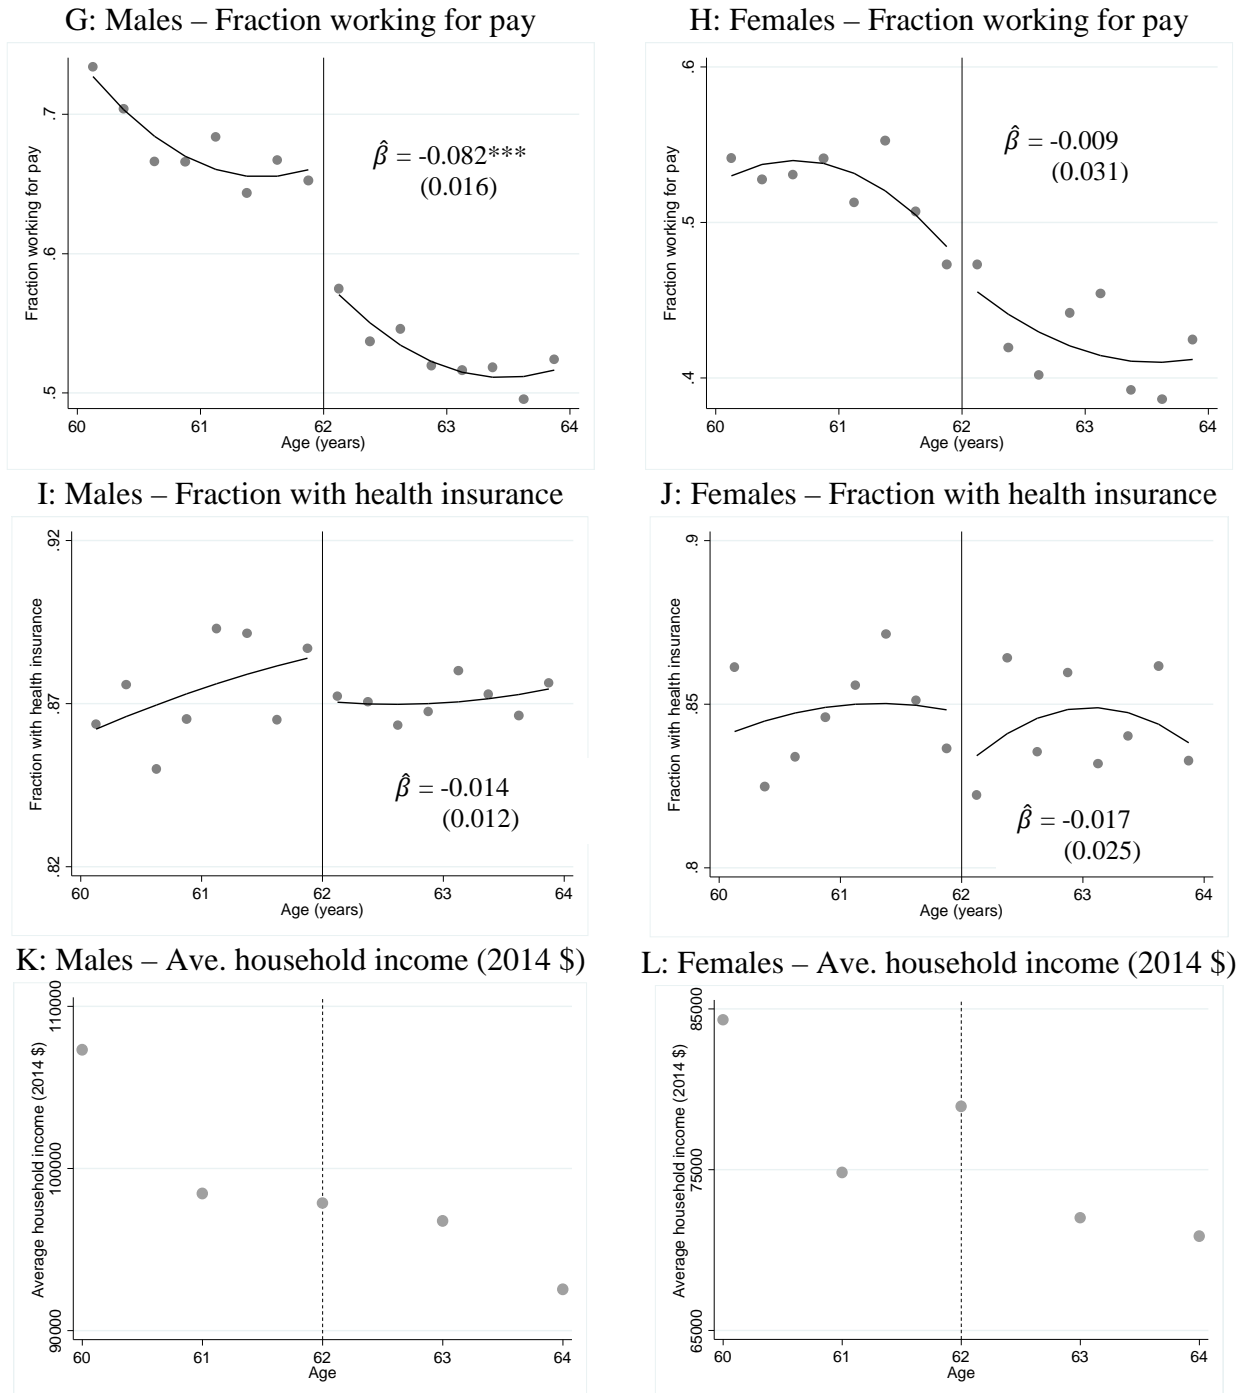 G: Males – Fraction working for pay
Fraction working for pay
.7
.6
.5
β̂ = -0.082***
(0.016)
60 61 62 63 64
Age (years)
H: Females – Fraction working for pay
Fraction working for pay
.6
.5
.4
β̂ = -0.009
(0.031)
60 61 62 63 64
Age (years)
I: Males – Fraction with health insurance
Fraction with health insurance
.92
.87
.82
β̂ = -0.014
(0.012)
60 61 62 63 64
Age (years)
J: Females – Fraction with health insurance
Fraction with health insurance
.9
.85
.8
β̂ = -0.017
(0.025)
60 61 62 63 64
Age (years)
K: Males – Ave. household income (2014 $)
Average household income (2014 $)
110000
100000
90000
60 61 62 63 64
Age
L: Females – Ave. household income (2014 $)
Average household income (2014 $)
85000
75000
65000
60 61 62 63 64
Age